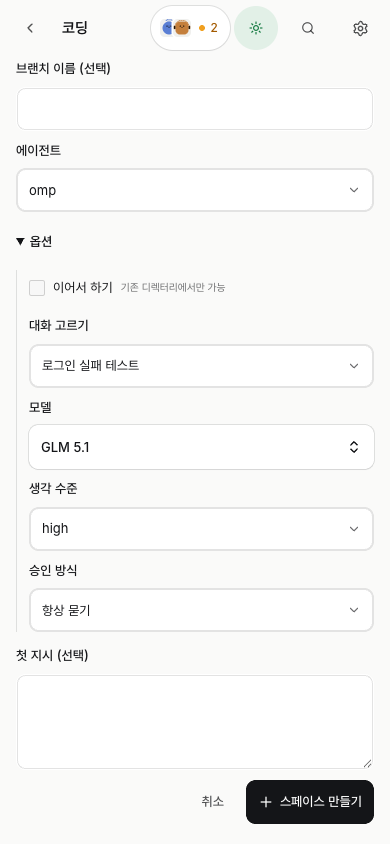 코딩
2
브랜치 이름 (선택)
에이전트
omp
▼ 옵션
이어서 하기 기존 디렉터리에서만 가능
대화 고르기
로그인 실패 테스트
모델
GLM 5.1
생각 수준
high
승인 방식
항상 묻기
첫 지시 (선택)
취소
+ 스페이스 만들기